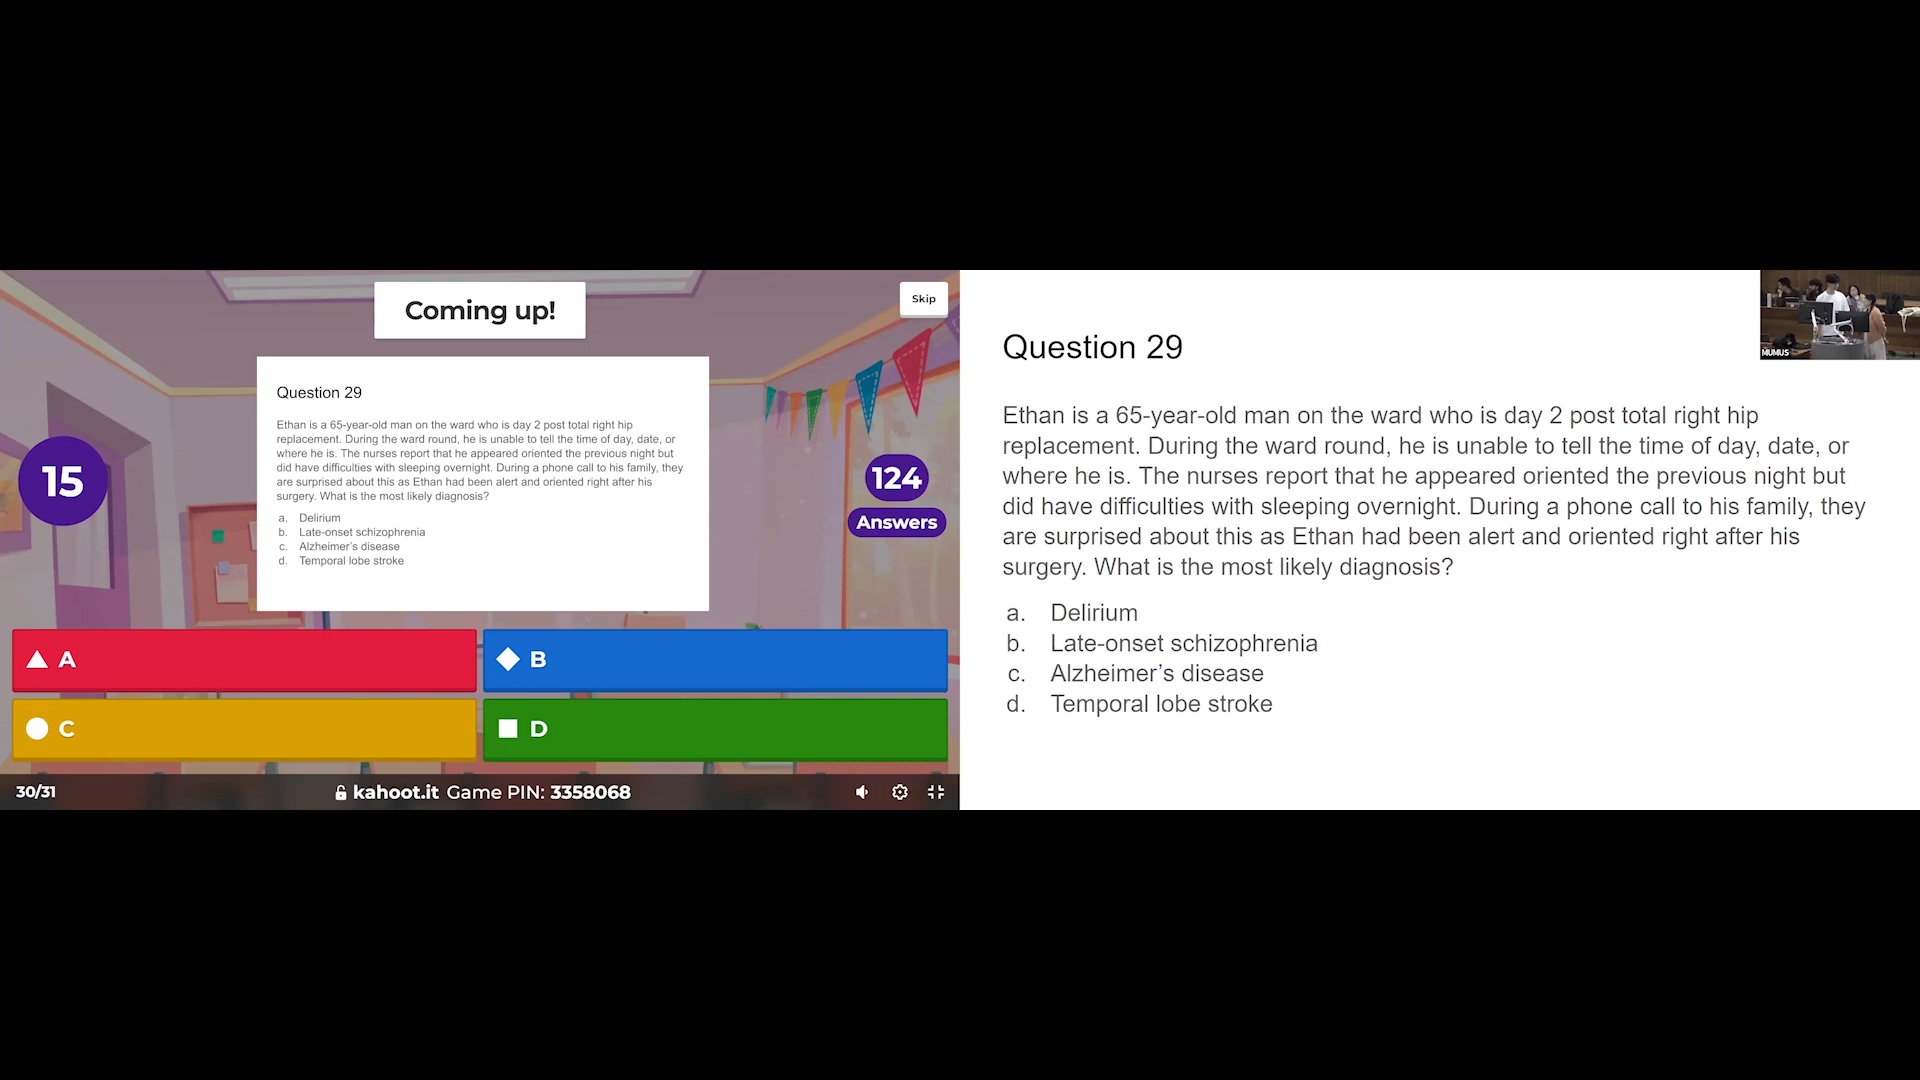 Coming up!
Skip
Question 29
Ethan is a 65-year-old man on the ward who is day 2 post total right hip
replacement. During the ward round, he is unable to tell the time of day, date, or
where he is. The nurses report that he appeared oriented the previous night but
did have difficulties with sleeping overnight. During a phone call to his family, they
are surprised about this as Ethan had been alert and oriented right after his
surgery. What is the most likely diagnosis?
a. Delirium
b. Late-onset schizophrenia
c. Alzheimer's disease
d. Temporal lobe stroke
15
124
Answers
A
B
C
D
30/31
kahoot.it Game PIN: 3358068
MUMUS
Question 29
Ethan is a 65-year-old man on the ward who is day 2 post total right hip
replacement. During the ward round, he is unable to tell the time of day, date, or
where he is. The nurses report that he appeared oriented the previous night but
did have difficulties with sleeping overnight. During a phone call to his family, they
are surprised about this as Ethan had been alert and oriented right after his
surgery. What is the most likely diagnosis?
a. Delirium
b. Late-onset schizophrenia
c. Alzheimer’s disease
d. Temporal lobe stroke